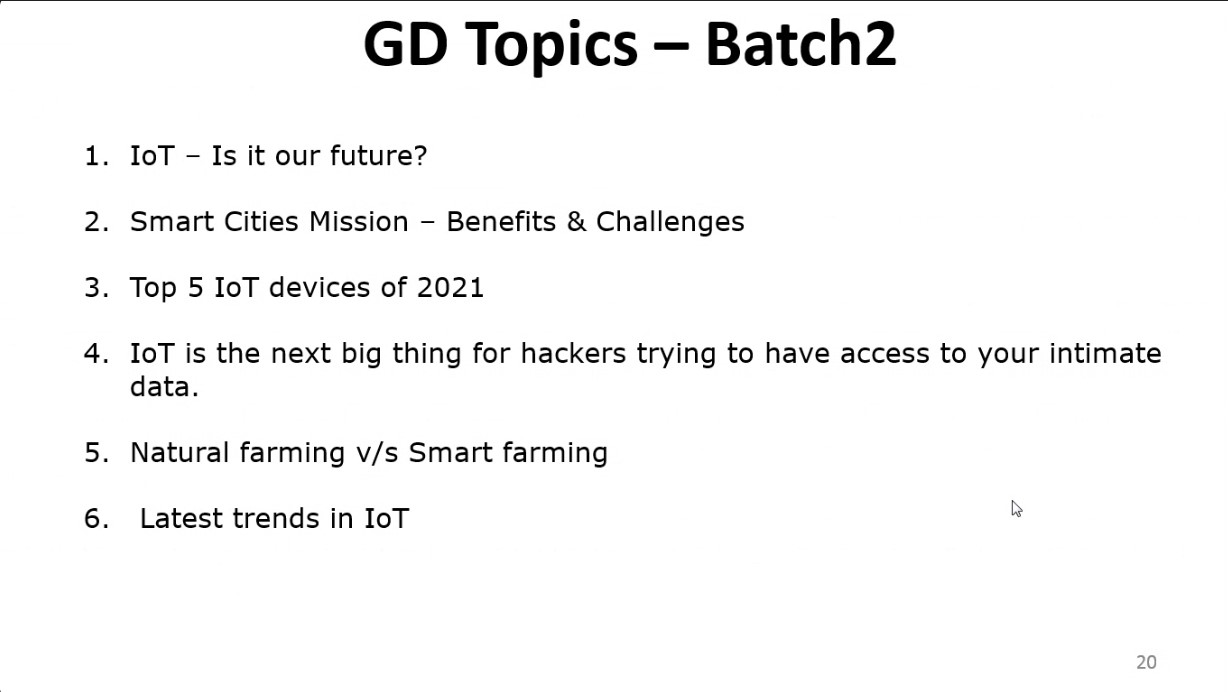 GD Topics – Batch2
1. IoT – Is it our future?
2. Smart Cities Mission – Benefits & Challenges
3. Top 5 IoT devices of 2021
4. IoT is the next big thing for hackers trying to have access to your intimate
data.
5. Natural farming v/s Smart farming
6. Latest trends in IoT
20